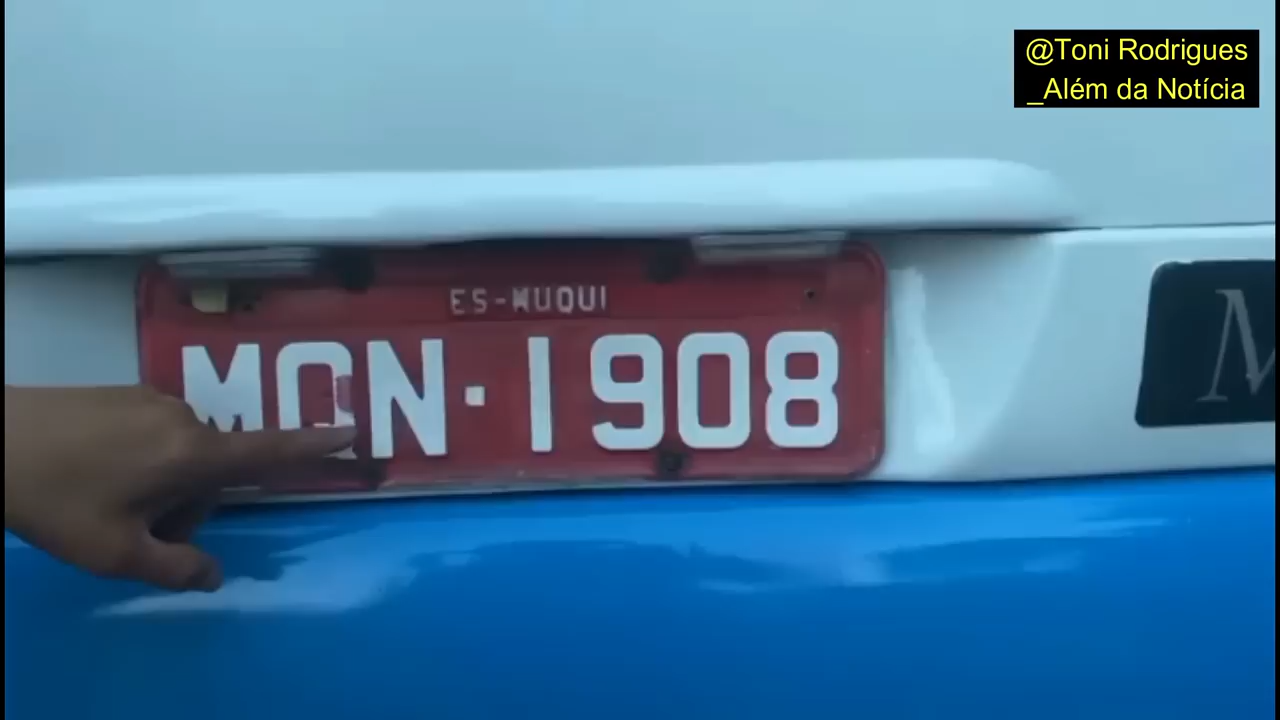 @Toni Rodrigues
_Além da Notícia
ES-MUQUI
MQN·1908
M